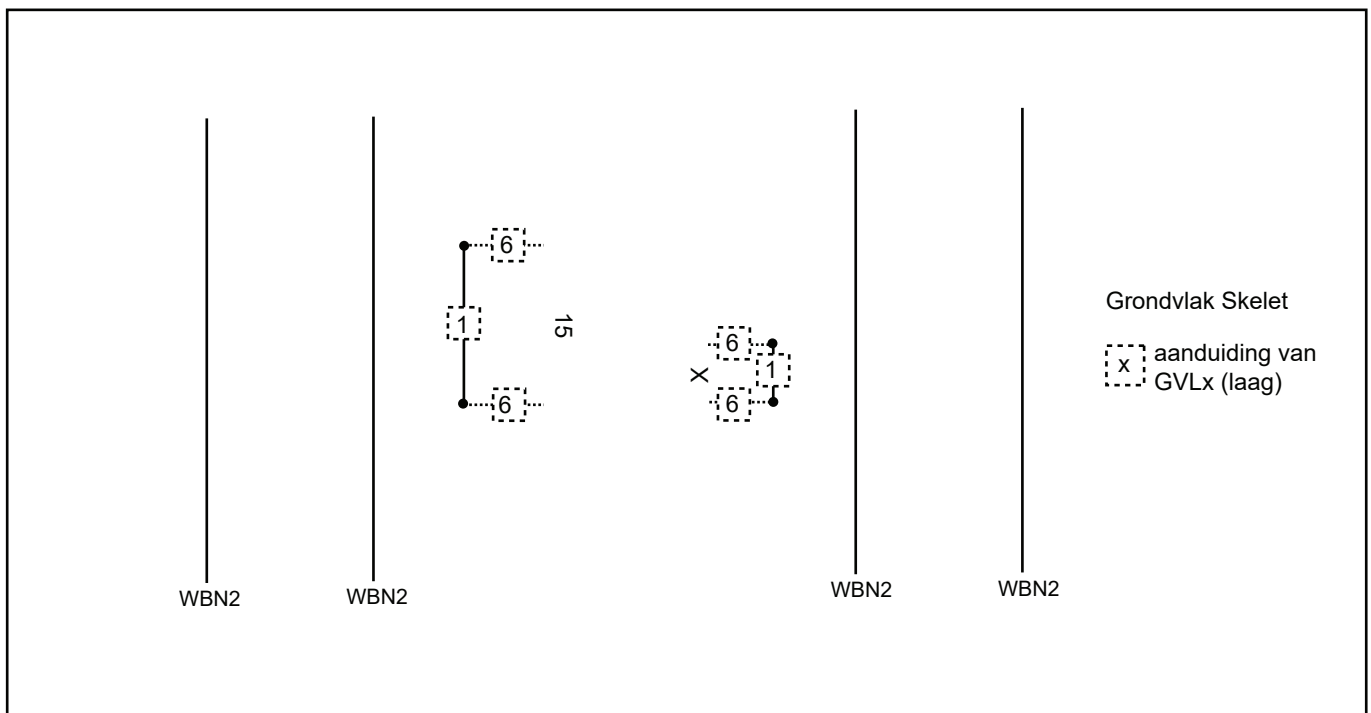 6
1
15
6
6
1
X
6
Grondvlak Skelet
x aanduiding van
GVLx (laag)
WBN2
WBN2
WBN2
WBN2